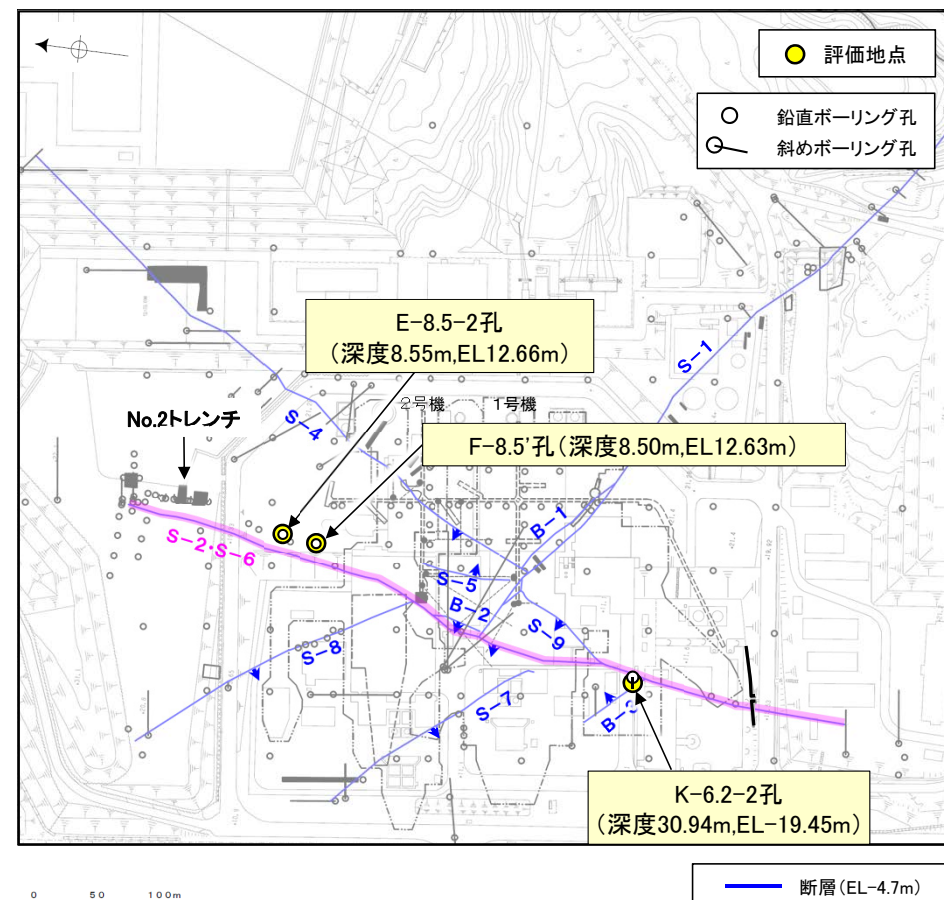 評価地点
鉛直ボーリング孔
斜めボーリング孔
E-8.5-2孔
(深度8.55m,EL12.66m)
S-1
2号機
1号機
No.2トレンチ
S-4
F-8.5'孔(深度8.50m,EL12.63m)
B-1
S-2・S-6
S-5
B-2
S-9
S-8
S-7
B-3
K-6.2-2孔
(深度30.94m,EL-19.45m)
0 50 100m
断層(EL-4.7m)